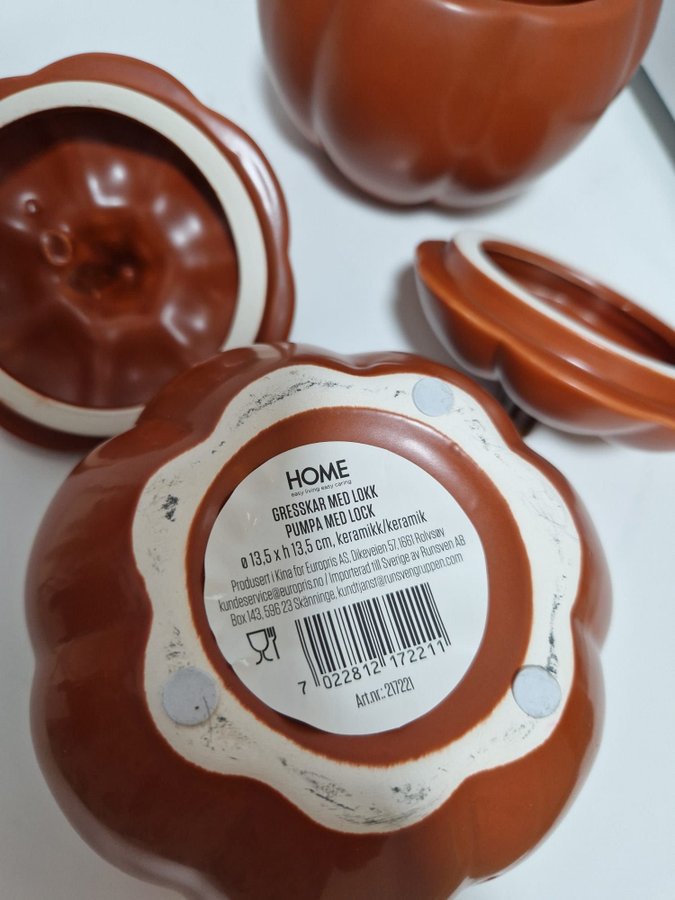 HOME
easy living easy caring
GRESSKAR MED LOKK
PUMPA MED LOCK
ø 13,5 x h 13,5 cm, keramikk/keramik
Produsert i Kina for Europris AS, Dikeveien 57, 1661 Rolvsøy
kundeservice@europris.no / Importerad till Sverige av Runsven AB
Box 143, 596 23 Skänninge, kundtjanst@runsvengruppen.com
7 022812 172211
Art.nr.: 217221